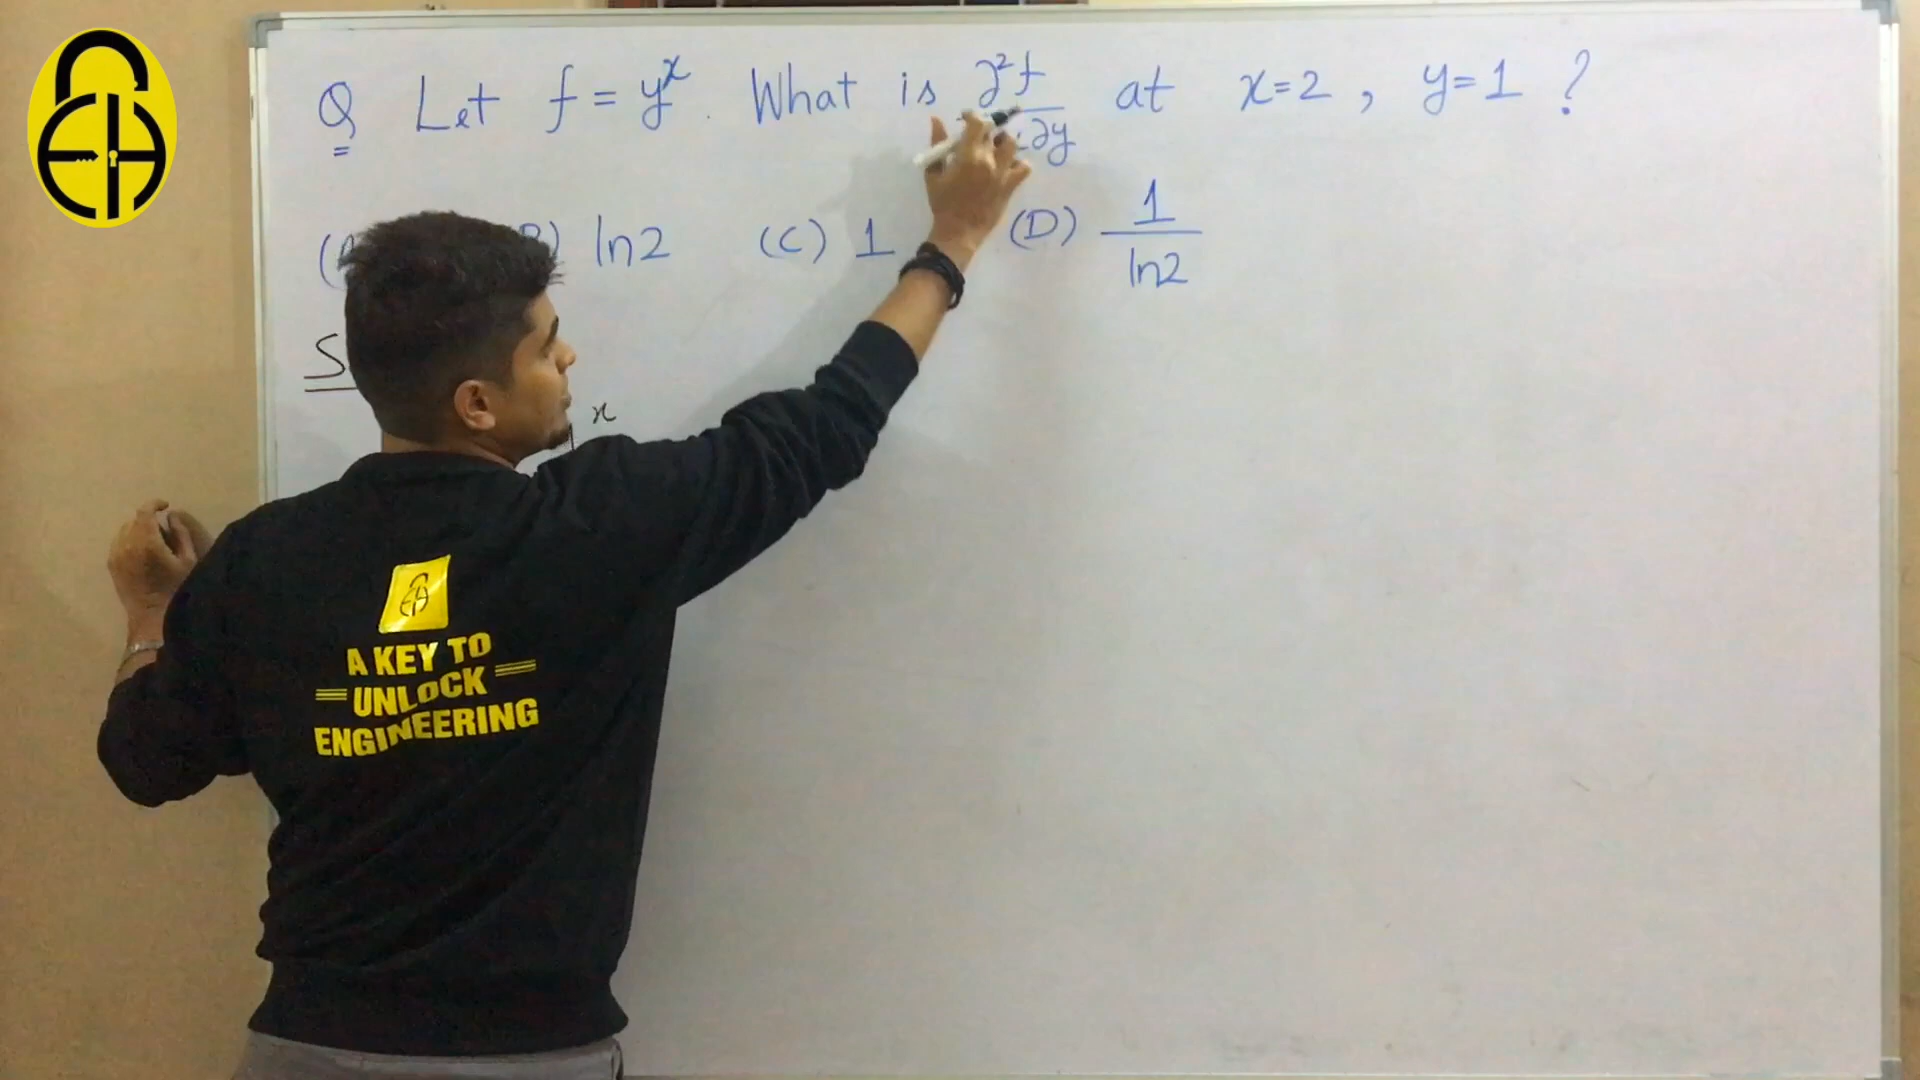 Q Let f = y^x. What is ∂²f / ∂y at x=2, y=1 ?
( ) ln2 (C) 1 (D) 1/ln2
S
x
A KEY TO
UNLOCK
ENGINEERING